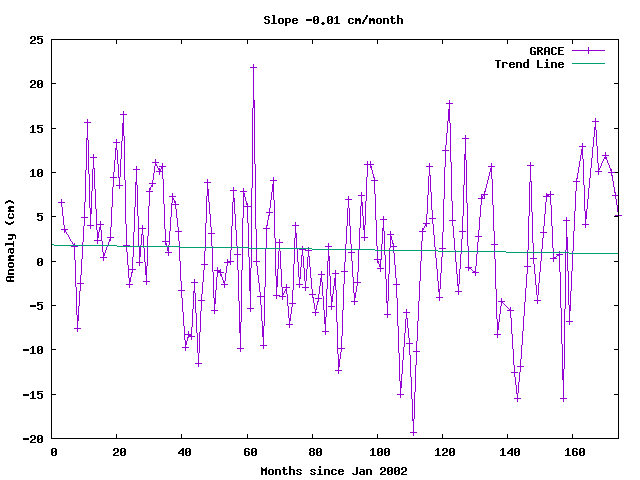 Slope -0.01 cm/month
GRACE
Trend Line
Anomaly (cm)
25
20
15
10
5
0
-5
-10
-15
-20
0 20 40 60 80 100 120 140 160
Months since Jan 2002